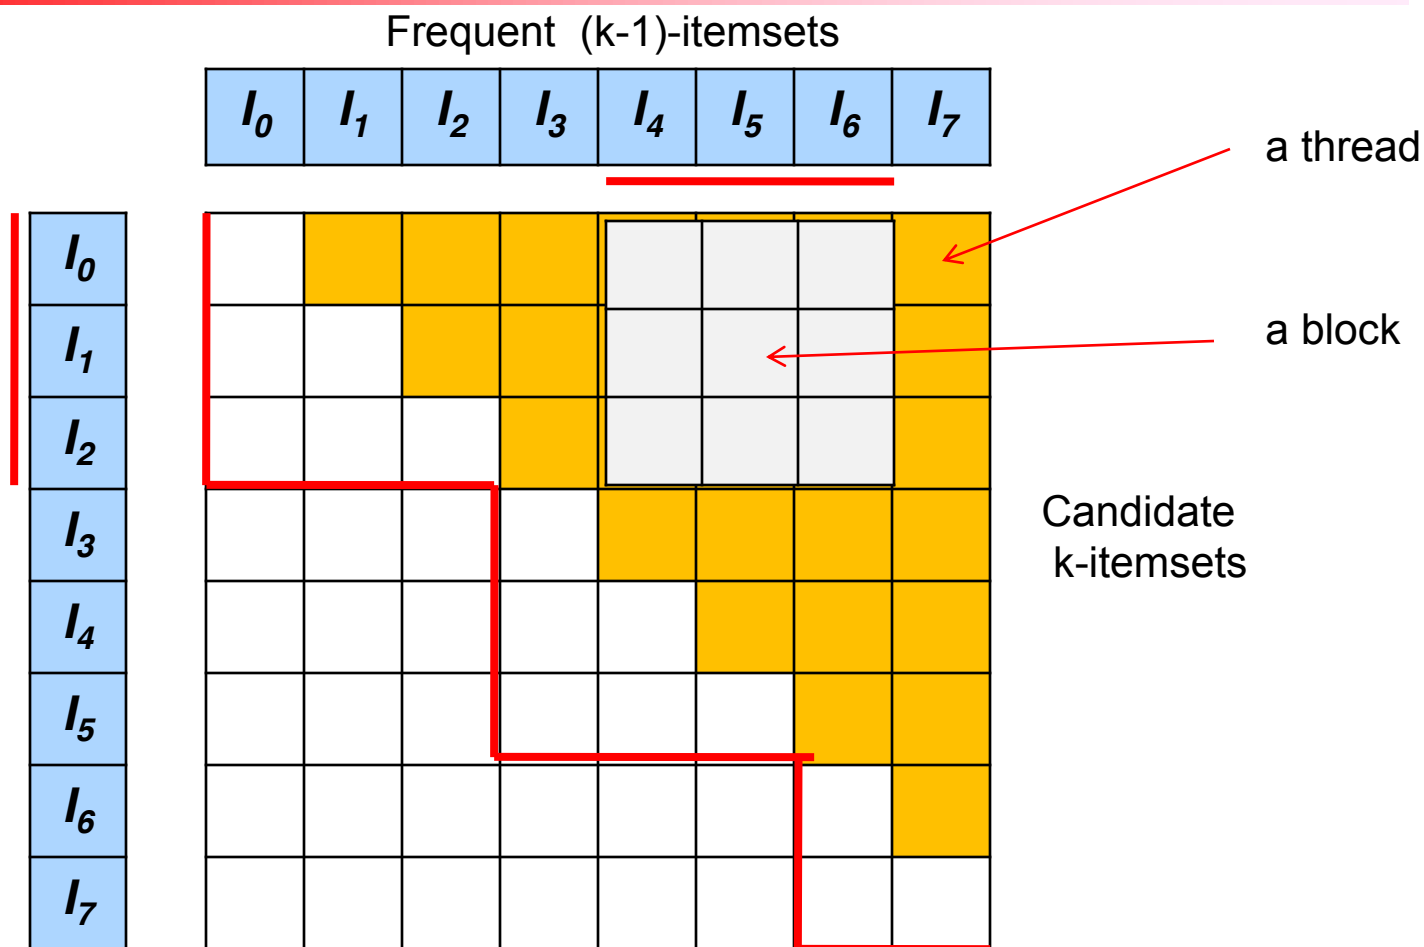 Frequent (k-1)-itemsets
I0 I1 I2 I3 I4 I5 I6 I7
a thread
I0
a block
I1
I2
Candidate
k-itemsets
I3
I4
I5
I6
I7